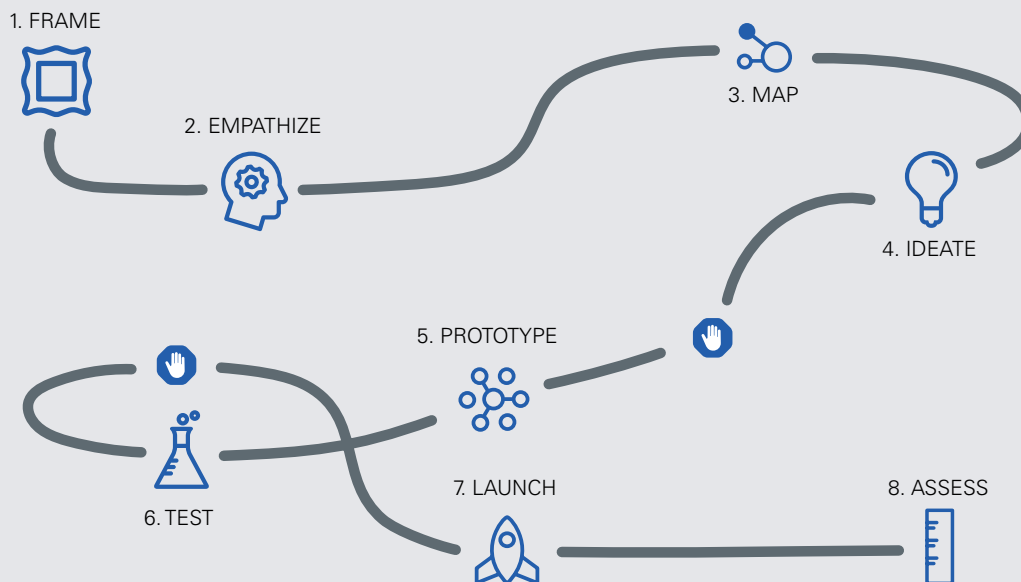 1. FRAME
2. EMPATHIZE
3. MAP
4. IDEATE
5. PROTOTYPE
6. TEST
7. LAUNCH
8. ASSESS